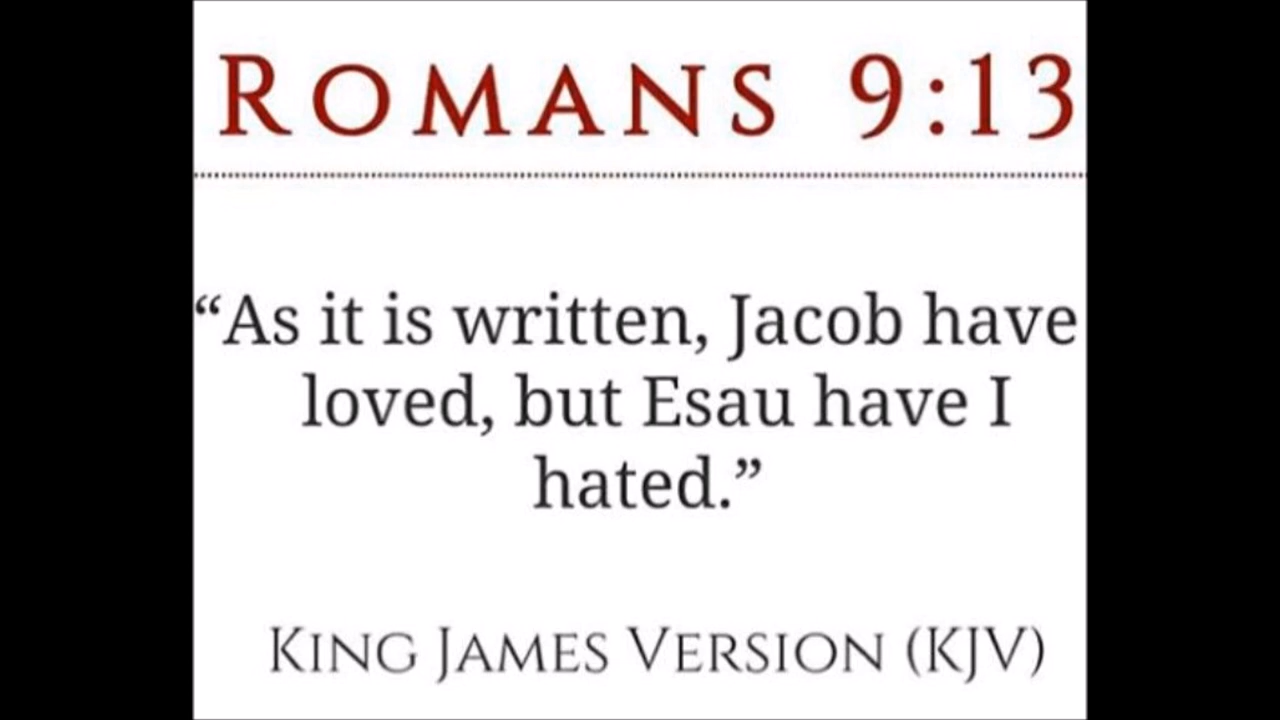 ROMANS 9:13
“As it is written, Jacob have
loved, but Esau have I
hated.”
KING JAMES VERSION (KJV)